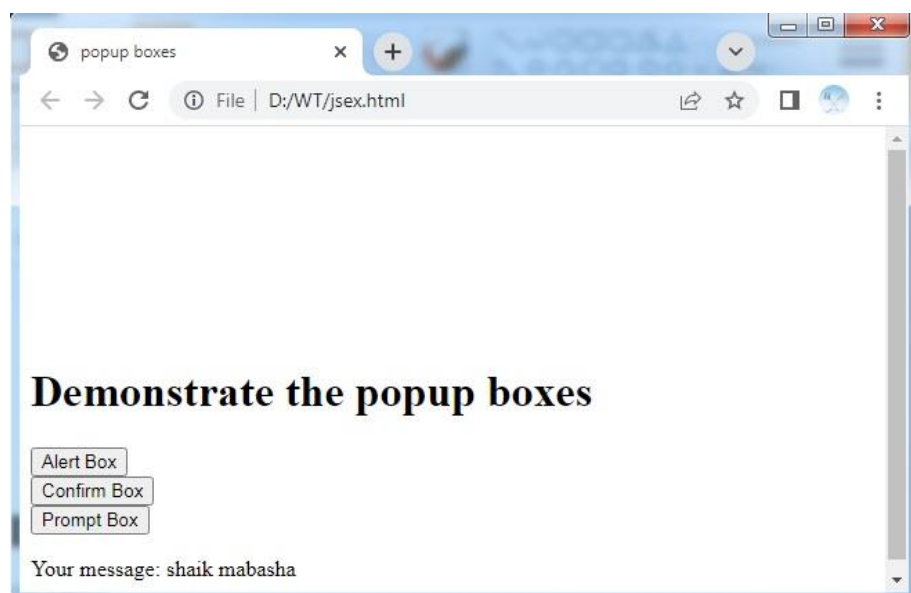 popup boxes
File | D:/WT/jsex.html
Demonstrate the popup boxes
Alert Box
Confirm Box
Prompt Box
Your message: shaik mabasha